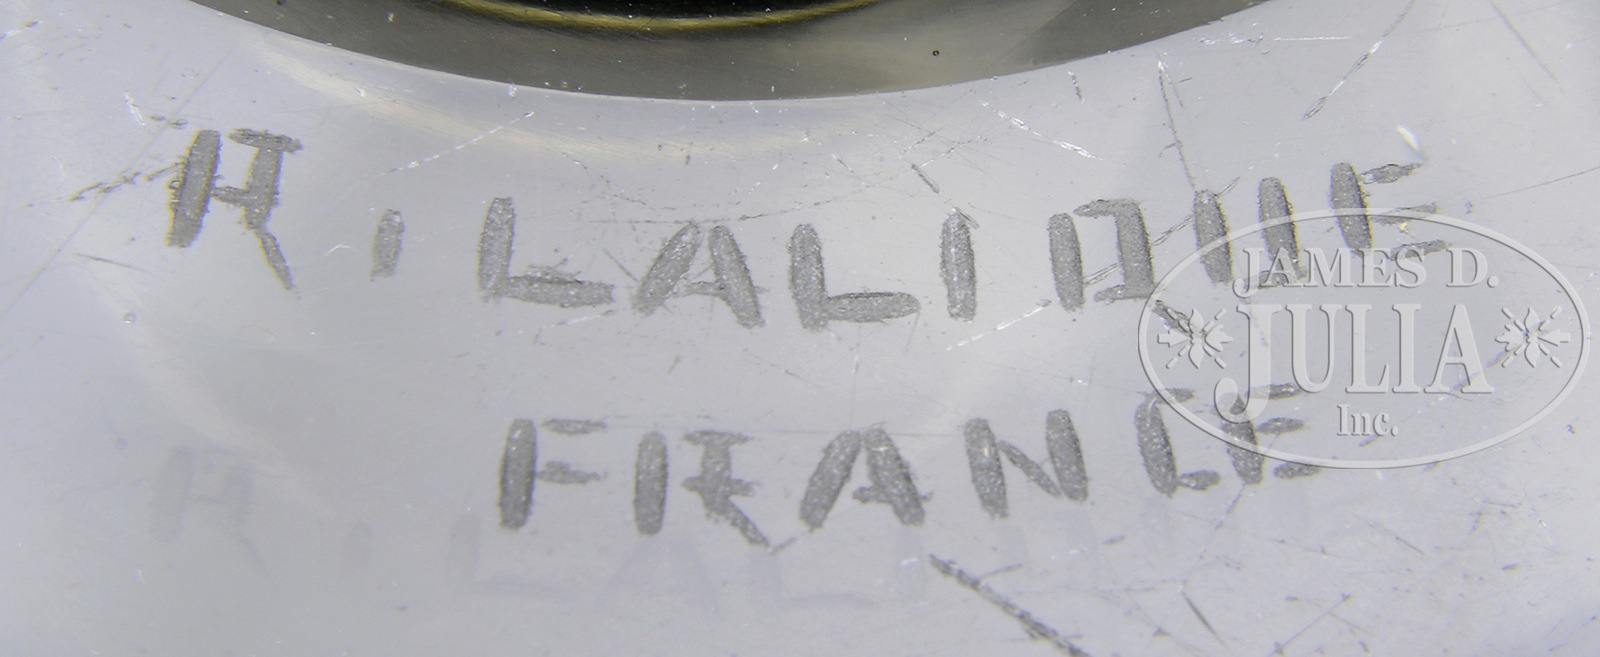 R. LALIQUE
FRANCE
JAMES D.
JULIA
Inc.